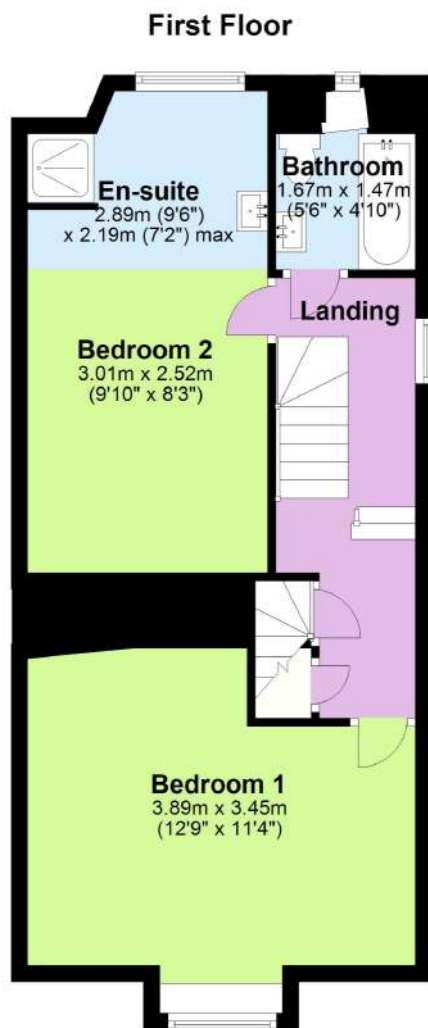 First Floor
En-suite
2.89m (9'6")
x 2.19m (7'2") max
Bathroom
1.67m x 1.47m
(5'6" x 4'10")
Landing
Bedroom 2
3.01m x 2.52m
(9'10" x 8'3")
Bedroom 1
3.89m x 3.45m
(12'9" x 11'4")